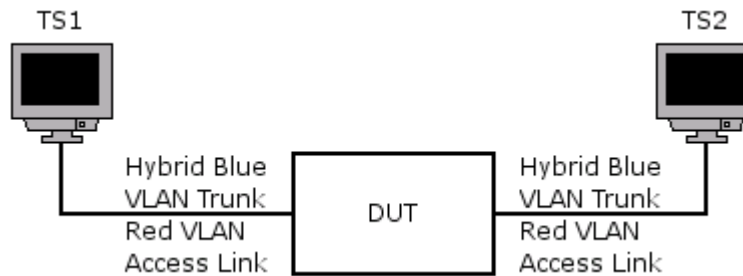 TS1
TS2
Hybrid Blue
VLAN Trunk
Red VLAN
Access Link
DUT
Hybrid Blue
VLAN Trunk
Red VLAN
Access Link